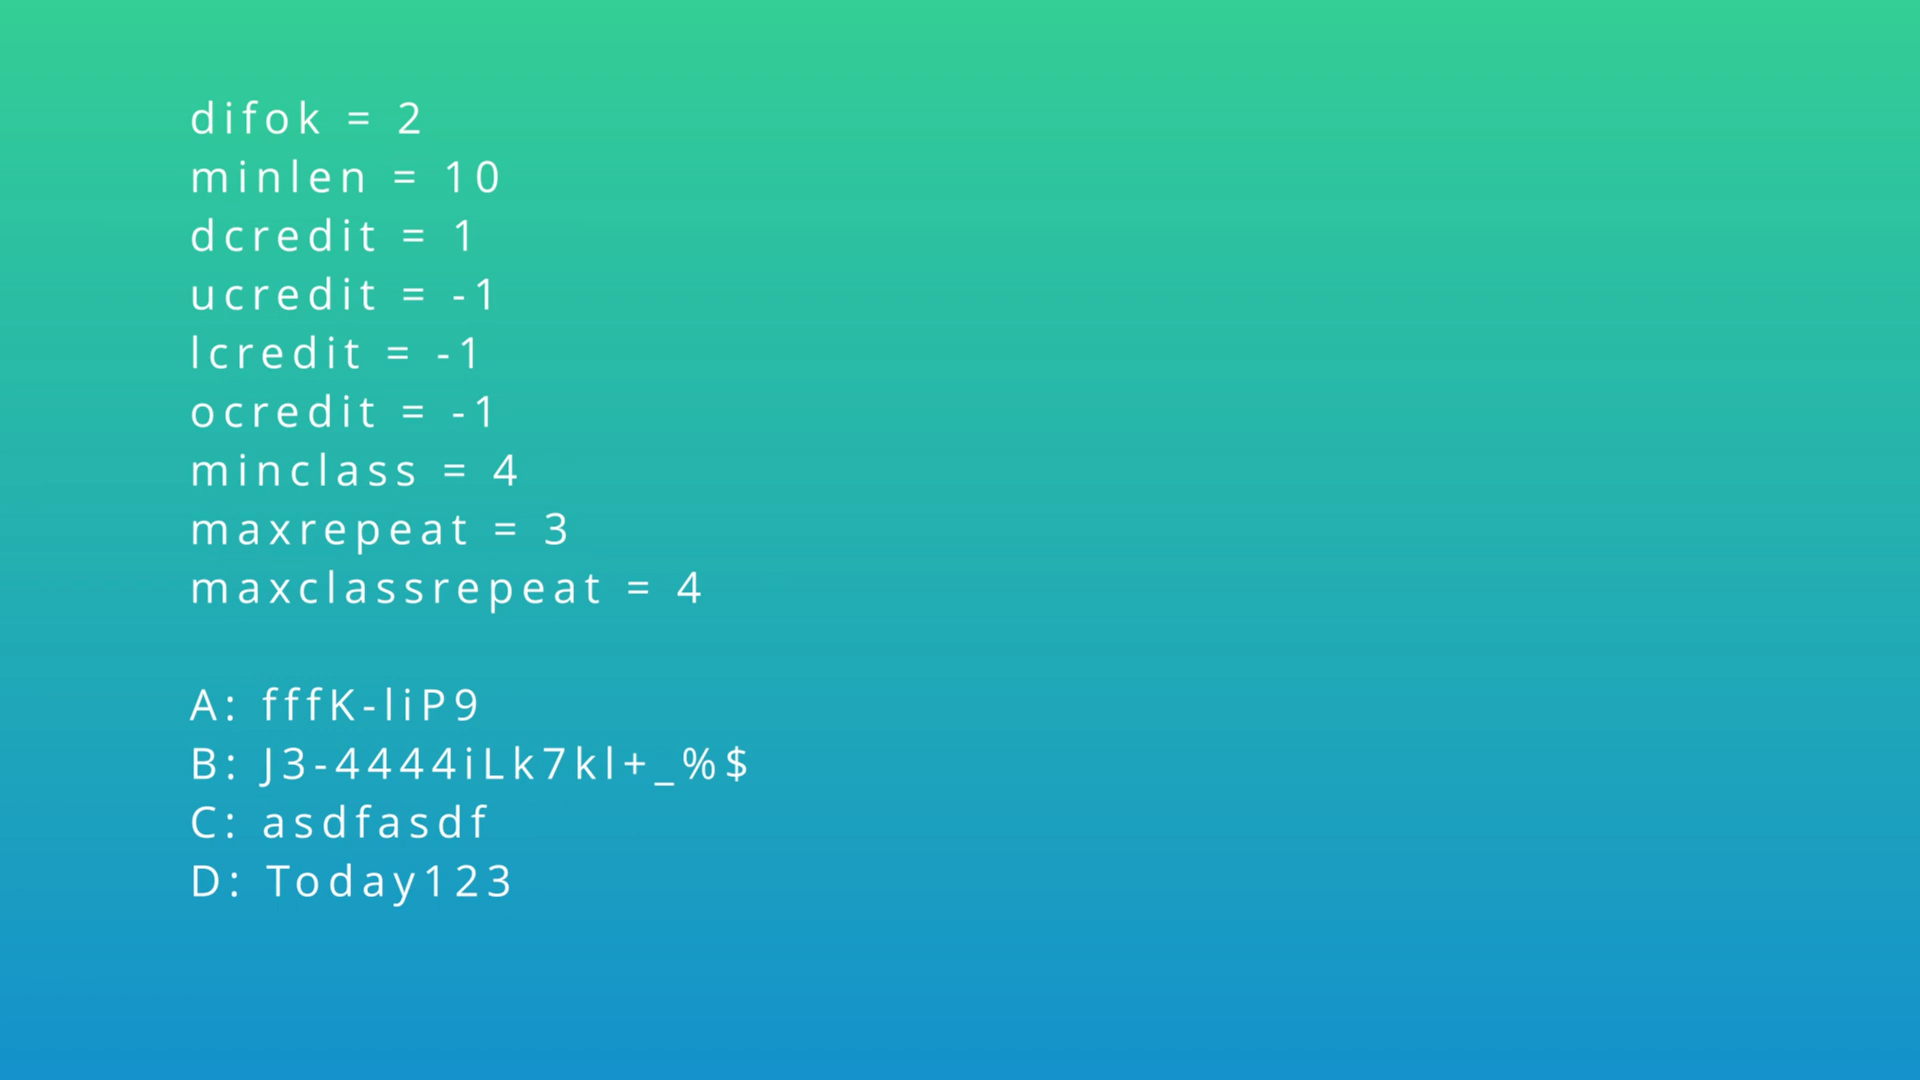 difok = 2
minlen = 10
dcredit = 1
ucredit = -1
lcredit = -1
ocredit = -1
minclass = 4
maxrepeat = 3
maxclassrepeat = 4
A: fffK-liP9
B: J3-4444iLk7kl+_%$
C: asdfasdf
D: Today123